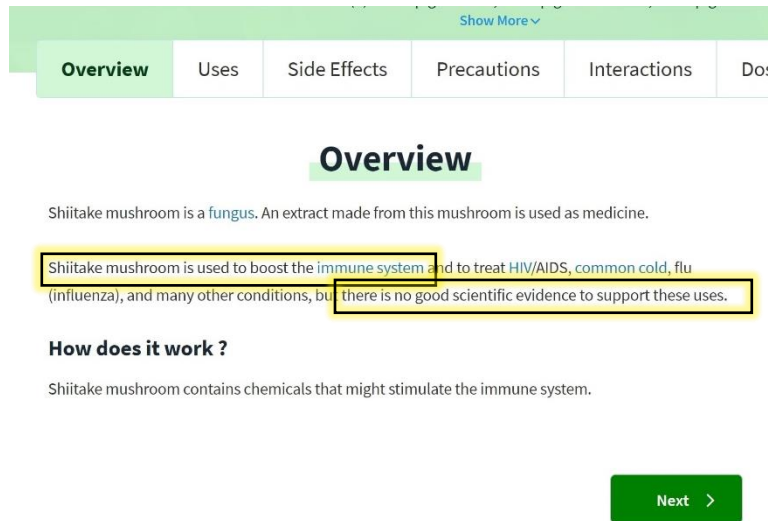 Show More
Overview Uses Side Effects Precautions Interactions
Overview
Shiitake mushroom is a fungus. An extract made from this mushroom is used as medicine.
Shiitake mushroom is used to boost the immune system and to treat HIV/AIDS, common cold, flu
(influenza), and many other conditions, but there is no good scientific evidence to support these uses.
How does it work ?
Shiitake mushroom contains chemicals that might stimulate the immune system.
Next